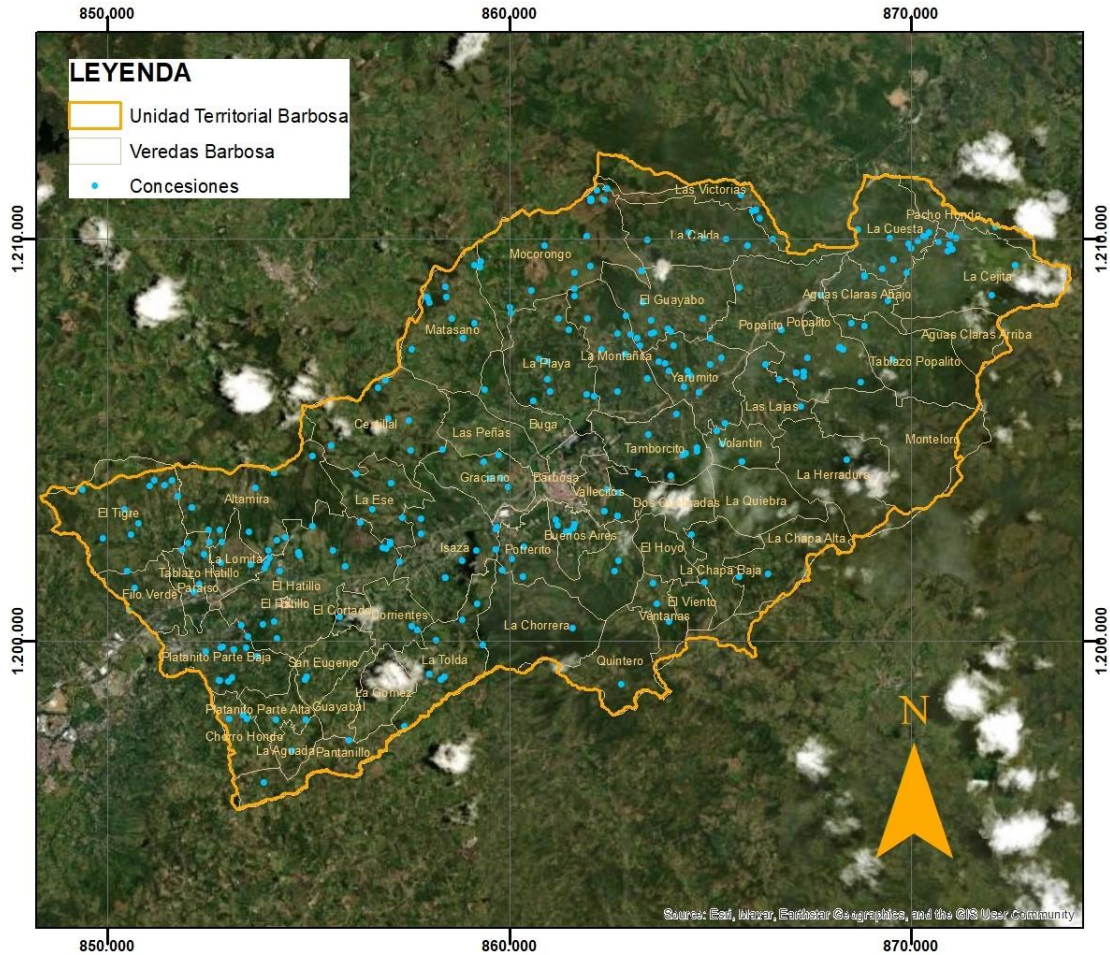 850.000 860.000 870.000
LEYENDA
Unidad Territorial Barbosa
Veredas Barbosa
Concesiones
1.210.000
1.210.000
1.200.000
1.200.000
Las Victorias
Pacho Hondo
La Cuesta
La Calda
Mocorongo
La Cejita
Aguas Claras Abajo
El Guayabo
Matasano
Popalito Popalito
Aguas Claras Arriba
La Montañita
La Playa
Tablazo Popalito
Yarumito
Las Lajas
Cestillal
Buga
Las Peñas
Monteloro
Volantin
Tamborcito
La Herradura
Graciano
Barbosa
Vallecitos
La Ese
Altamira
Dos Quebradas
La Quiebra
El Tigre
Buenos Aires
La Chapa Alta
Isaza
Potrerito
El Hoyo
La Lomita
Tablazo Hatillo
La Chapa Baja
El Hatillo
Paraiso
Filo Verde
El Hatillo
El Viento
El Cortado
Corrientes
Ventanas
La Chorrera
Platanito Parte Baja
San Eugenio
La Tolda
Quintero
La Gomez
Platanito Parte Alta
Guayabal
Chorro Hondo
La Aguada
Pantanillo
N
Source: Esri, Maxar, Earthstar Geographics, and the GIS User Community
850.000 860.000 870.000